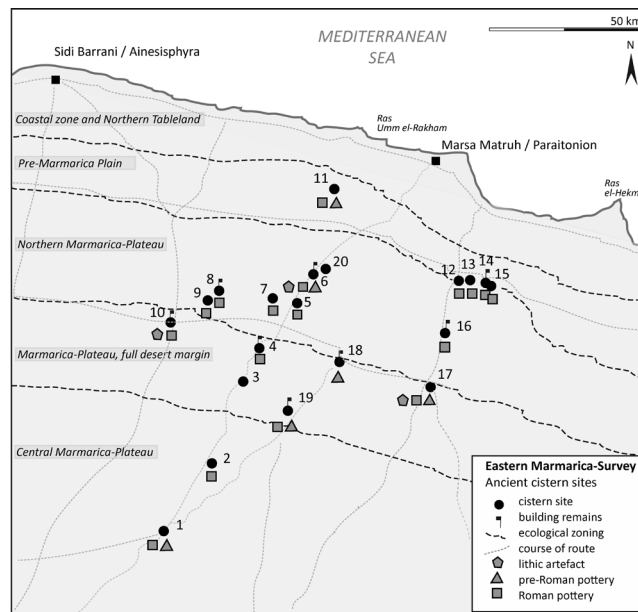 50 km
N
MEDITERRANEAN
SEA
Sidi Barrani / Ainesisphyra
Coastal zone and Northern Tableland
Ras
Umm el-Rakham
Marsa Matruh / Paraitonion
Pre-Marmarica Plain
Ras
el-Hekma
11
Northern Marmarica-Plateau
20
12
13
14
15
8
9
7
6
5
10
16
4
Marmarica-Plateau, full desert margin
18
3
17
19
Central Marmarica-Plateau
2
1
Eastern Marmarica-Survey
Ancient cistern sites
cistern site
building remains
ecological zoning
course of route
lithic artefact
pre-Roman pottery
Roman pottery